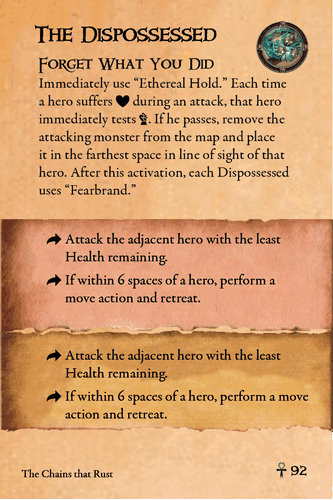 The Dispossessed
Forget What You Did
Immediately use “Ethereal Hold.” Each time
a hero suffers ♥ during an attack, that hero
immediately tests . If he passes, remove the
attacking monster from the map and place
it in the farthest space in line of sight of that
hero. After this activation, each Dispossessed
uses “Fearbrand.”
Attack the adjacent hero with the least
Health remaining.
If within 6 spaces of a hero, perform a
move action and retreat.
Attack the adjacent hero with the least
Health remaining.
If within 6 spaces of a hero, perform a move
action and retreat.
The Chains that Rust
☥ 92